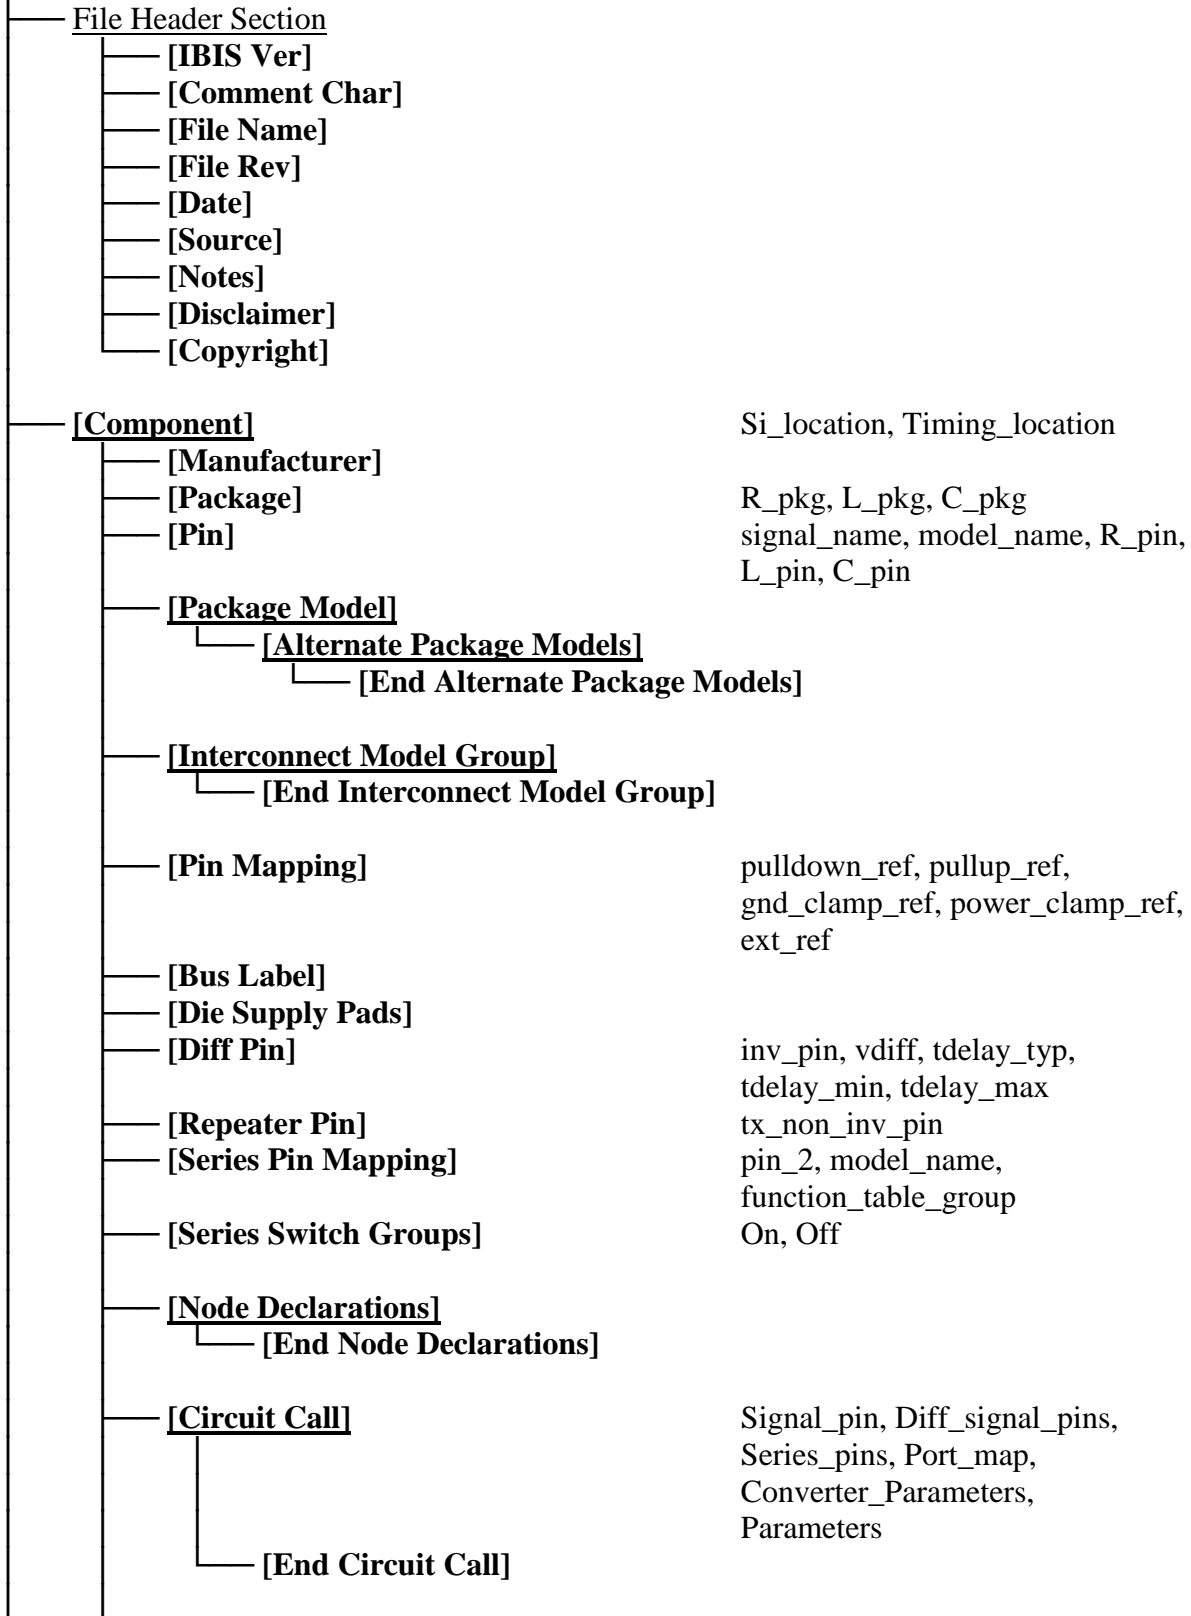 File Header Section
[IBIS Ver]
[Comment Char]
[File Name]
[File Rev]
[Date]
[Source]
[Notes]
[Disclaimer]
[Copyright]
[Component] Si_location, Timing_location
[Manufacturer]
[Package] R_pkg, L_pkg, C_pkg
[Pin] signal_name, model_name, R_pin,
L_pin, C_pin
[Package Model]
[Alternate Package Models]
[End Alternate Package Models]
[Interconnect Model Group]
[End Interconnect Model Group]
[Pin Mapping] pulldown_ref, pullup_ref,
gnd_clamp_ref, power_clamp_ref,
ext_ref
[Bus Label]
[Die Supply Pads]
[Diff Pin] inv_pin, vdiff, tdelay_typ,
tdelay_min, tdelay_max
[Repeater Pin] tx_non_inv_pin
[Series Pin Mapping] pin_2, model_name,
function_table_group
[Series Switch Groups] On, Off
[Node Declarations]
[End Node Declarations]
[Circuit Call] Signal_pin, Diff_signal_pins,
Series_pins, Port_map,
Converter_Parameters,
Parameters
[End Circuit Call]